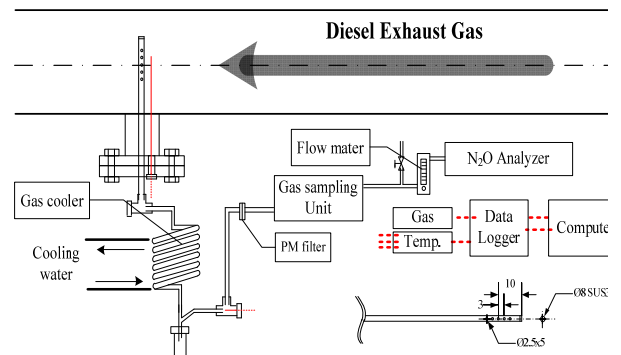 Diesel Exhaust Gas
Flow mater
N₂O Analyzer
Gas cooler
Gas sampling
Unit
Gas
Temp.
Data
Logger
Compute
Cooling
water
PM filter
10
3
Ø8 SUS
Ø2.5x5